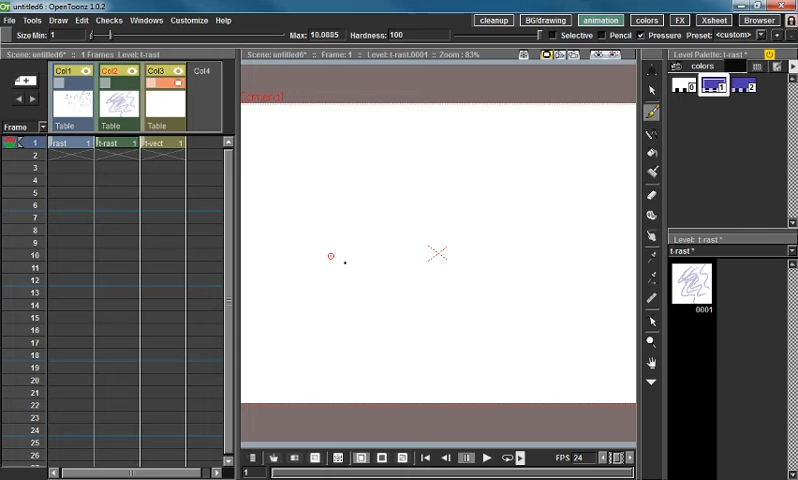 untitled6* : OpenToonz 1.0.2
File Tools Draw Edit Checks Windows Customize Help
cleanup BG/drawing animation colors FX Xsheet Browser
Size Min: 1 Max: 10.0885 Hardness: 100 Selective Pencil Pressure Preset: <custom>
Scene: untitled6* :: 1 Frames Level: t-rast
Scene: untitled6* :: Frame: 1 :: Level: t-rast.0001 :: Zoom : 83%
Level Palette: t-rast*
Col1 Col2 Col3 Col4
colors
0 1 2
Table Table Table
Frame
1 rast 1 t-rast 1 t-vect 1
2
3
4
5
6
7
8
9
10
11
12
13
14
15
16
17
18
19
20
21
22
23
24
25
Level: t-rast *
t-rast *
0001
FPS 24
1